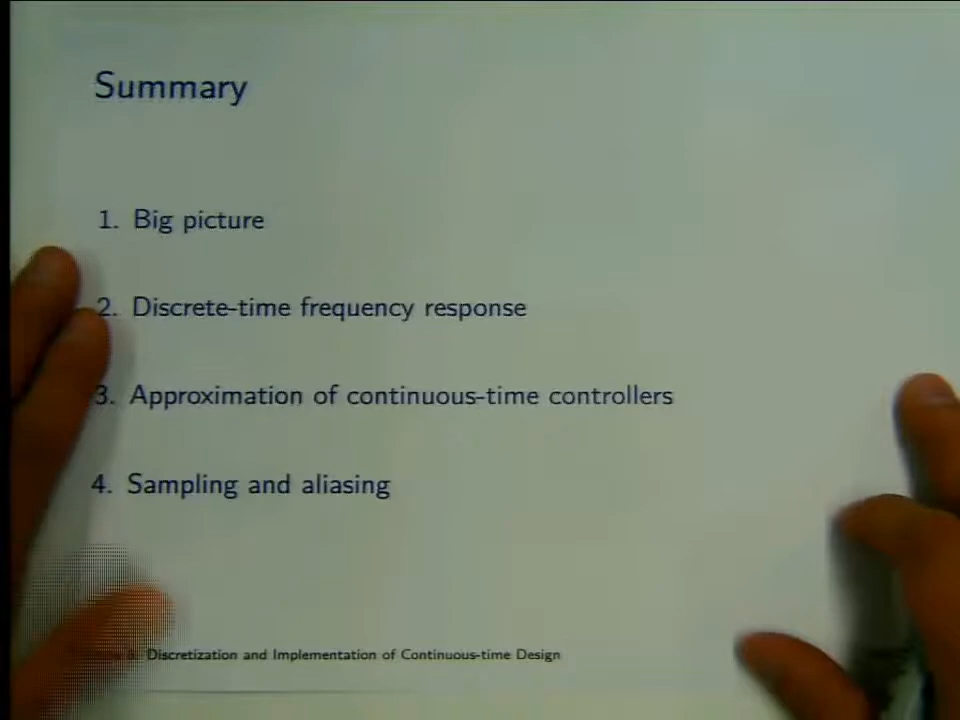 Summary
1. Big picture
2. Discrete-time frequency response
3. Approximation of continuous-time controllers
4. Sampling and aliasing
Discretization and Implementation of Continuous-time Design